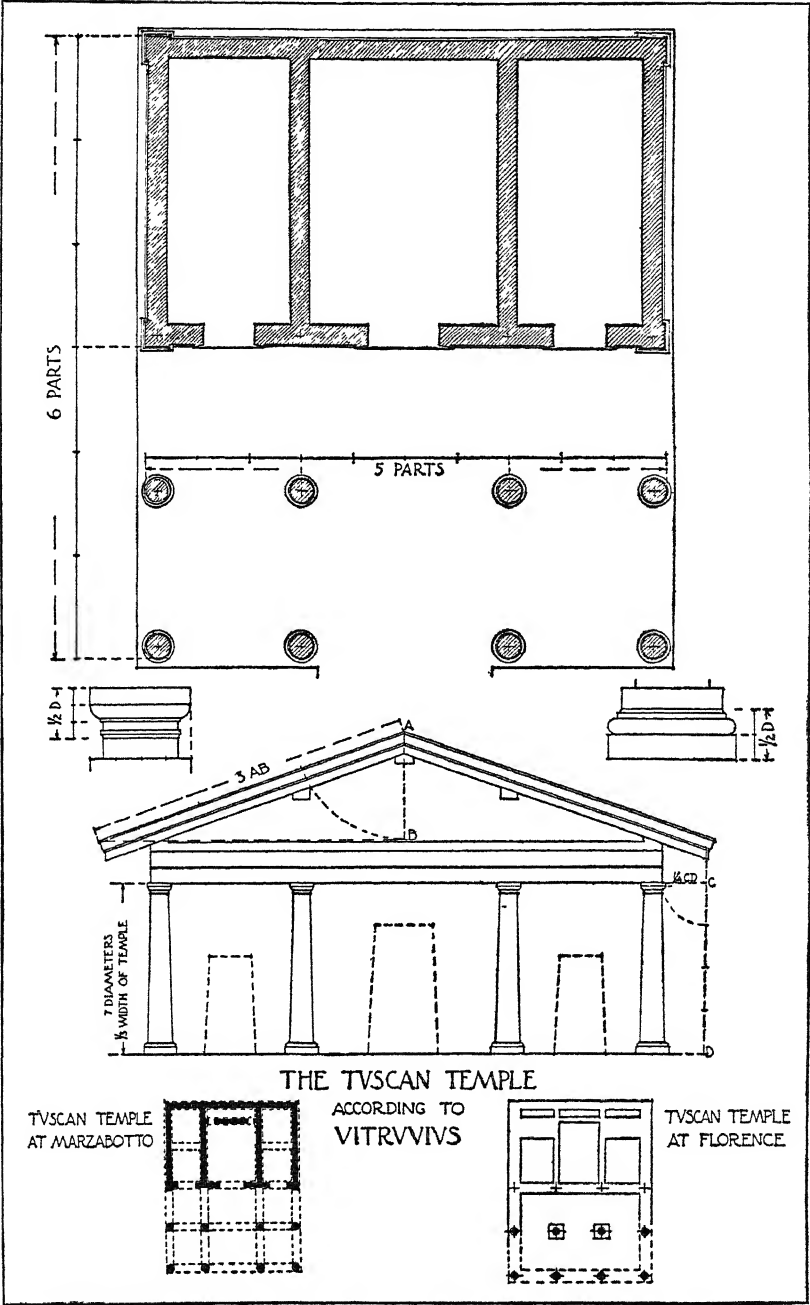 6 PARTS
5 PARTS
½ D
½ D
A
3 AB
B
¼ CD
C
7 DIAMETERS
⅓ WIDTH OF TEMPLE
D
THE TVSCAN TEMPLE
ACCORDING TO
VITRVVIVS
TVSCAN TEMPLE
AT MARZABOTTO
TVSCAN TEMPLE
AT FLORENCE